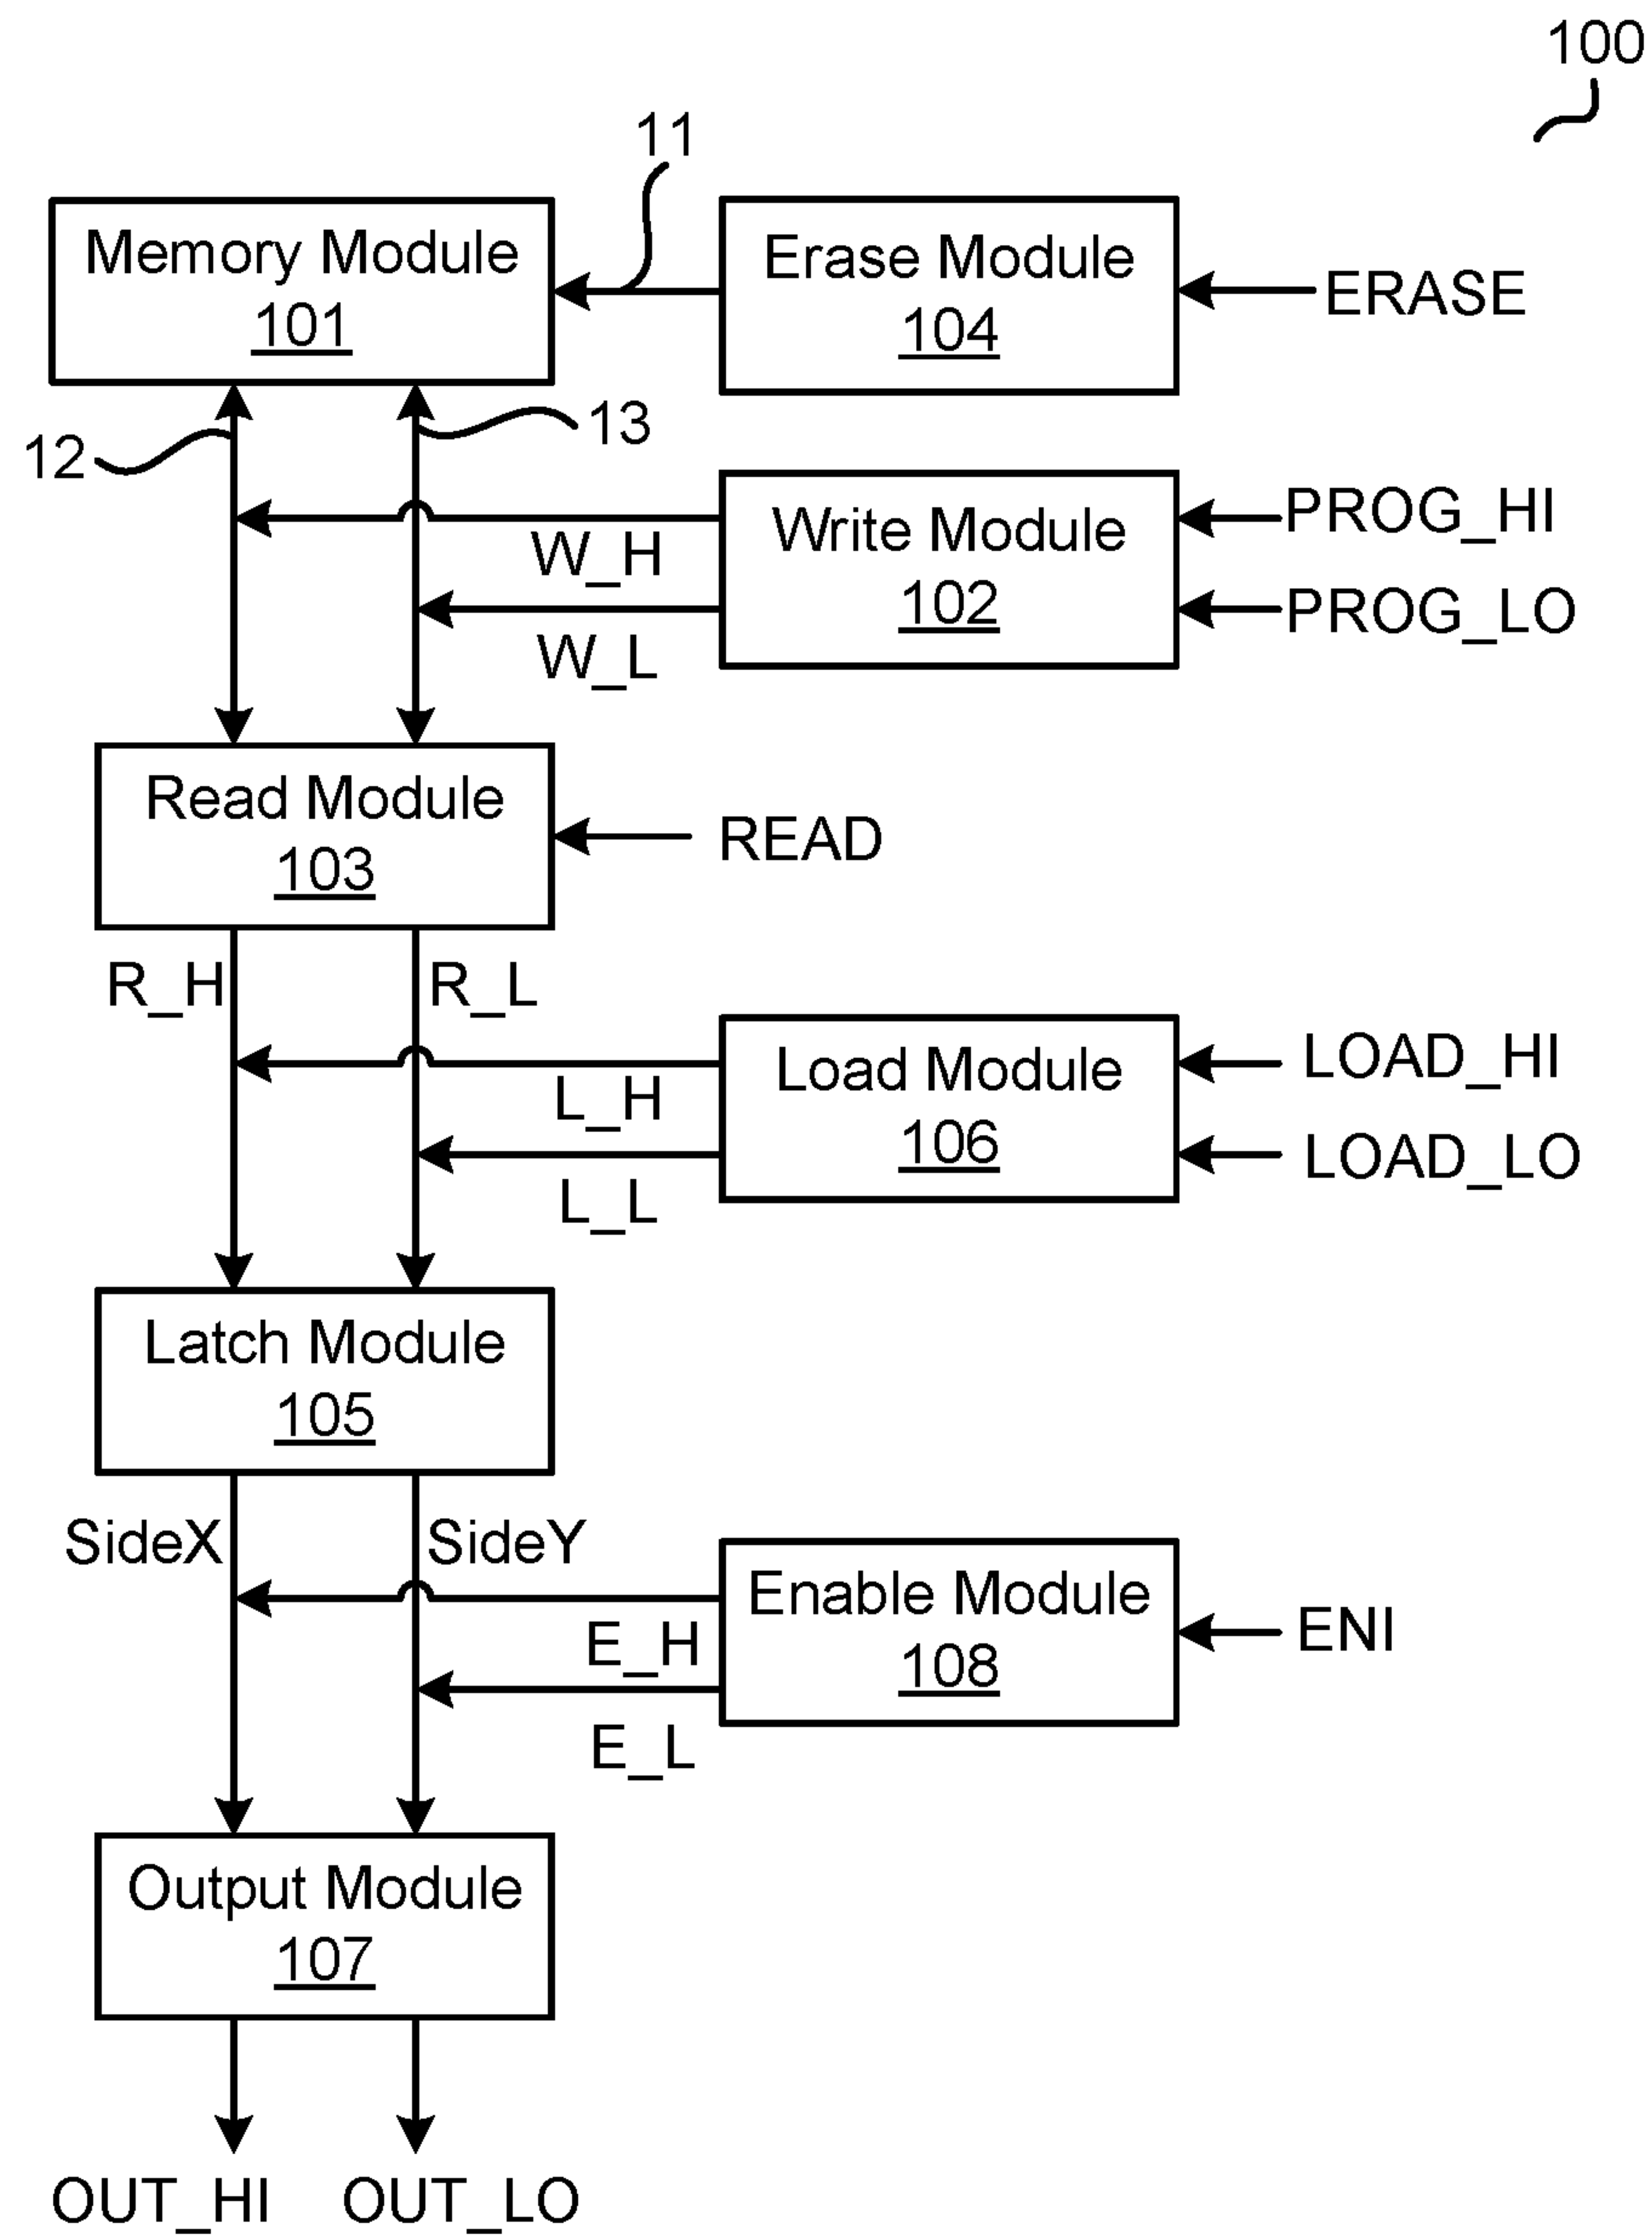 100
11
Memory Module
101
Erase Module
104
ERASE
12
13
Write Module
102
PROG_HI
PROG_LO
W_H
W_L
Read Module
103
READ
R_H
R_L
Load Module
106
LOAD_HI
LOAD_LO
L_H
L_L
Latch Module
105
SideX
SideY
Enable Module
108
ENI
E_H
E_L
Output Module
107
OUT_HI
OUT_LO